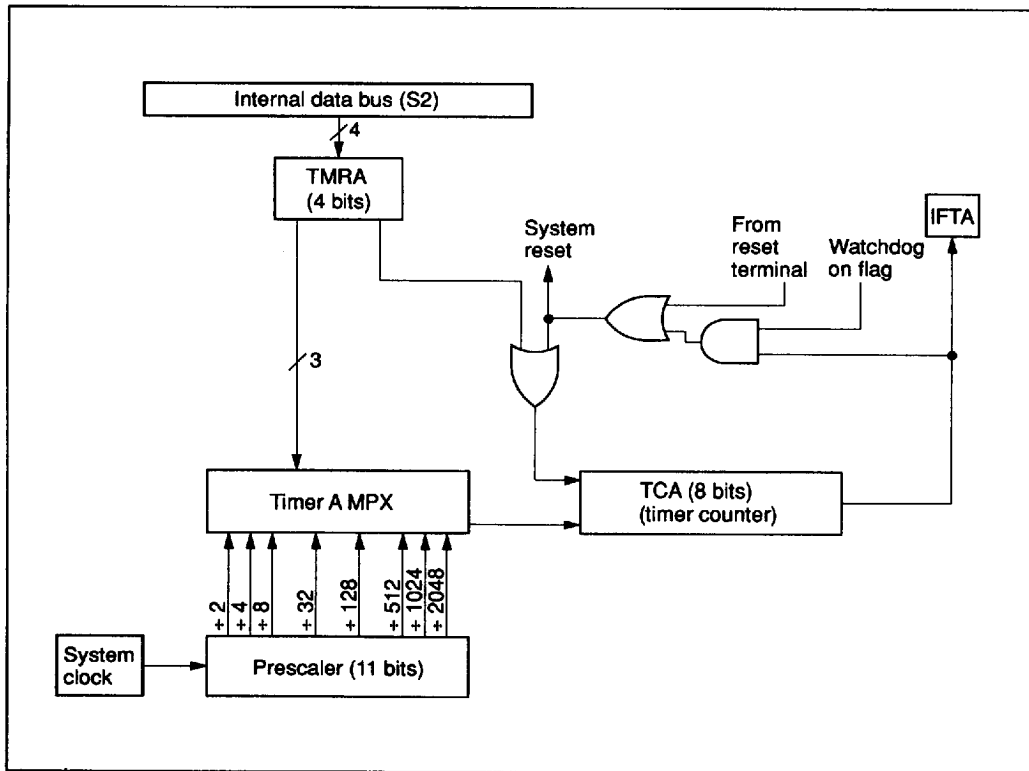 Internal data bus (S2)
4
TMRA
(4 bits)
IFTA
System
reset
From
reset
terminal
Watchdog
on flag
3
Timer A MPX
TCA (8 bits)
(timer counter)
÷ 2
÷ 4
÷ 8
÷ 32
÷ 128
÷ 512
÷ 1024
÷ 2048
System
clock
Prescaler (11 bits)